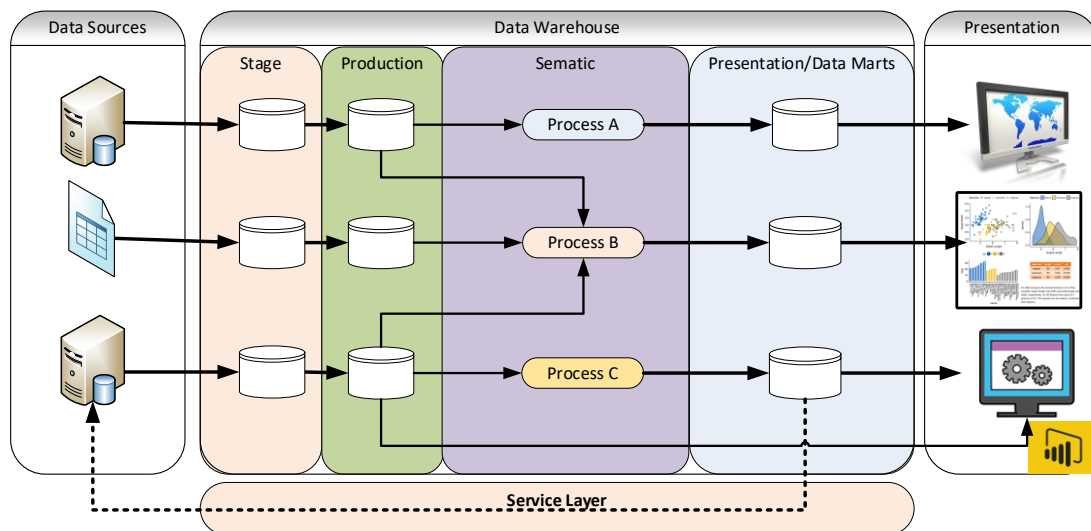 Data Sources
Data Warehouse
Presentation
Stage
Production
Sematic
Presentation/Data Marts
Process A
Process B
Process C
Service Layer